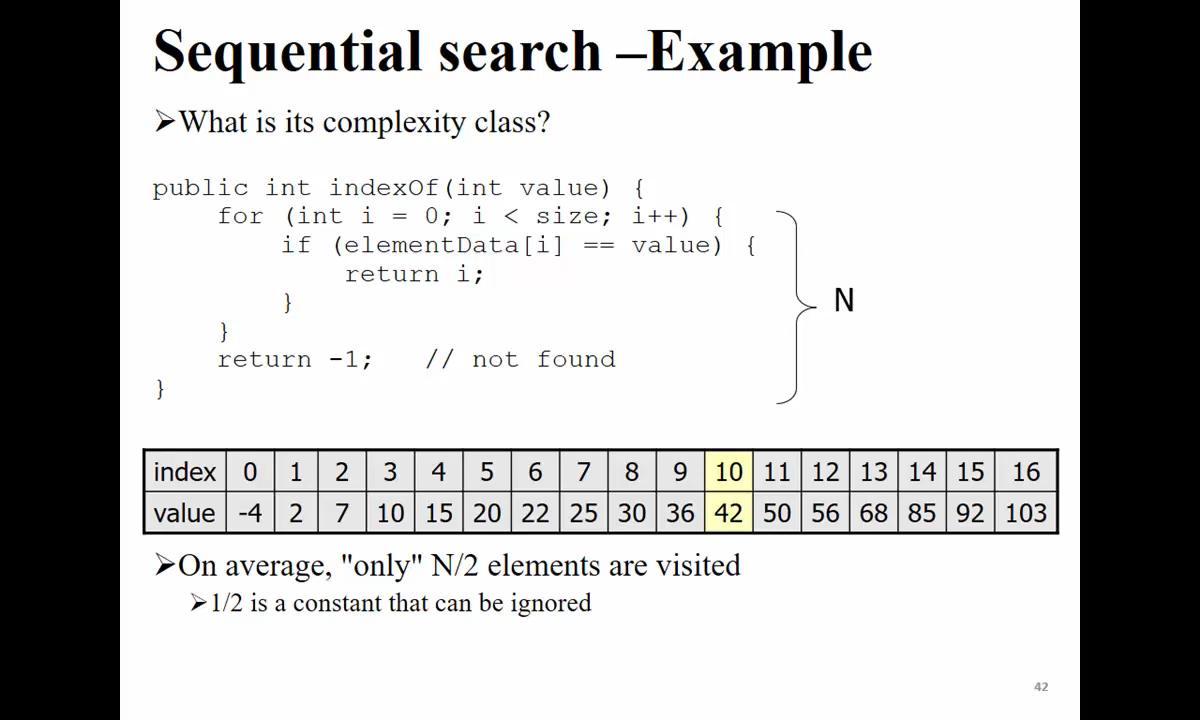 Sequential search –Example
➢What is its complexity class?
public int indexOf(int value) {
    for (int i = 0; i < size; i++) {
        if (elementData[i] == value) {
            return i;
        }
    }
    return -1;   // not found
}
N
index 0 1 2 3 4 5 6 7 8 9 10 11 12 13 14 15 16
value -4 2 7 10 15 20 22 25 30 36 42 50 56 68 85 92 103
➢On average, "only" N/2 elements are visited
➢1/2 is a constant that can be ignored
42